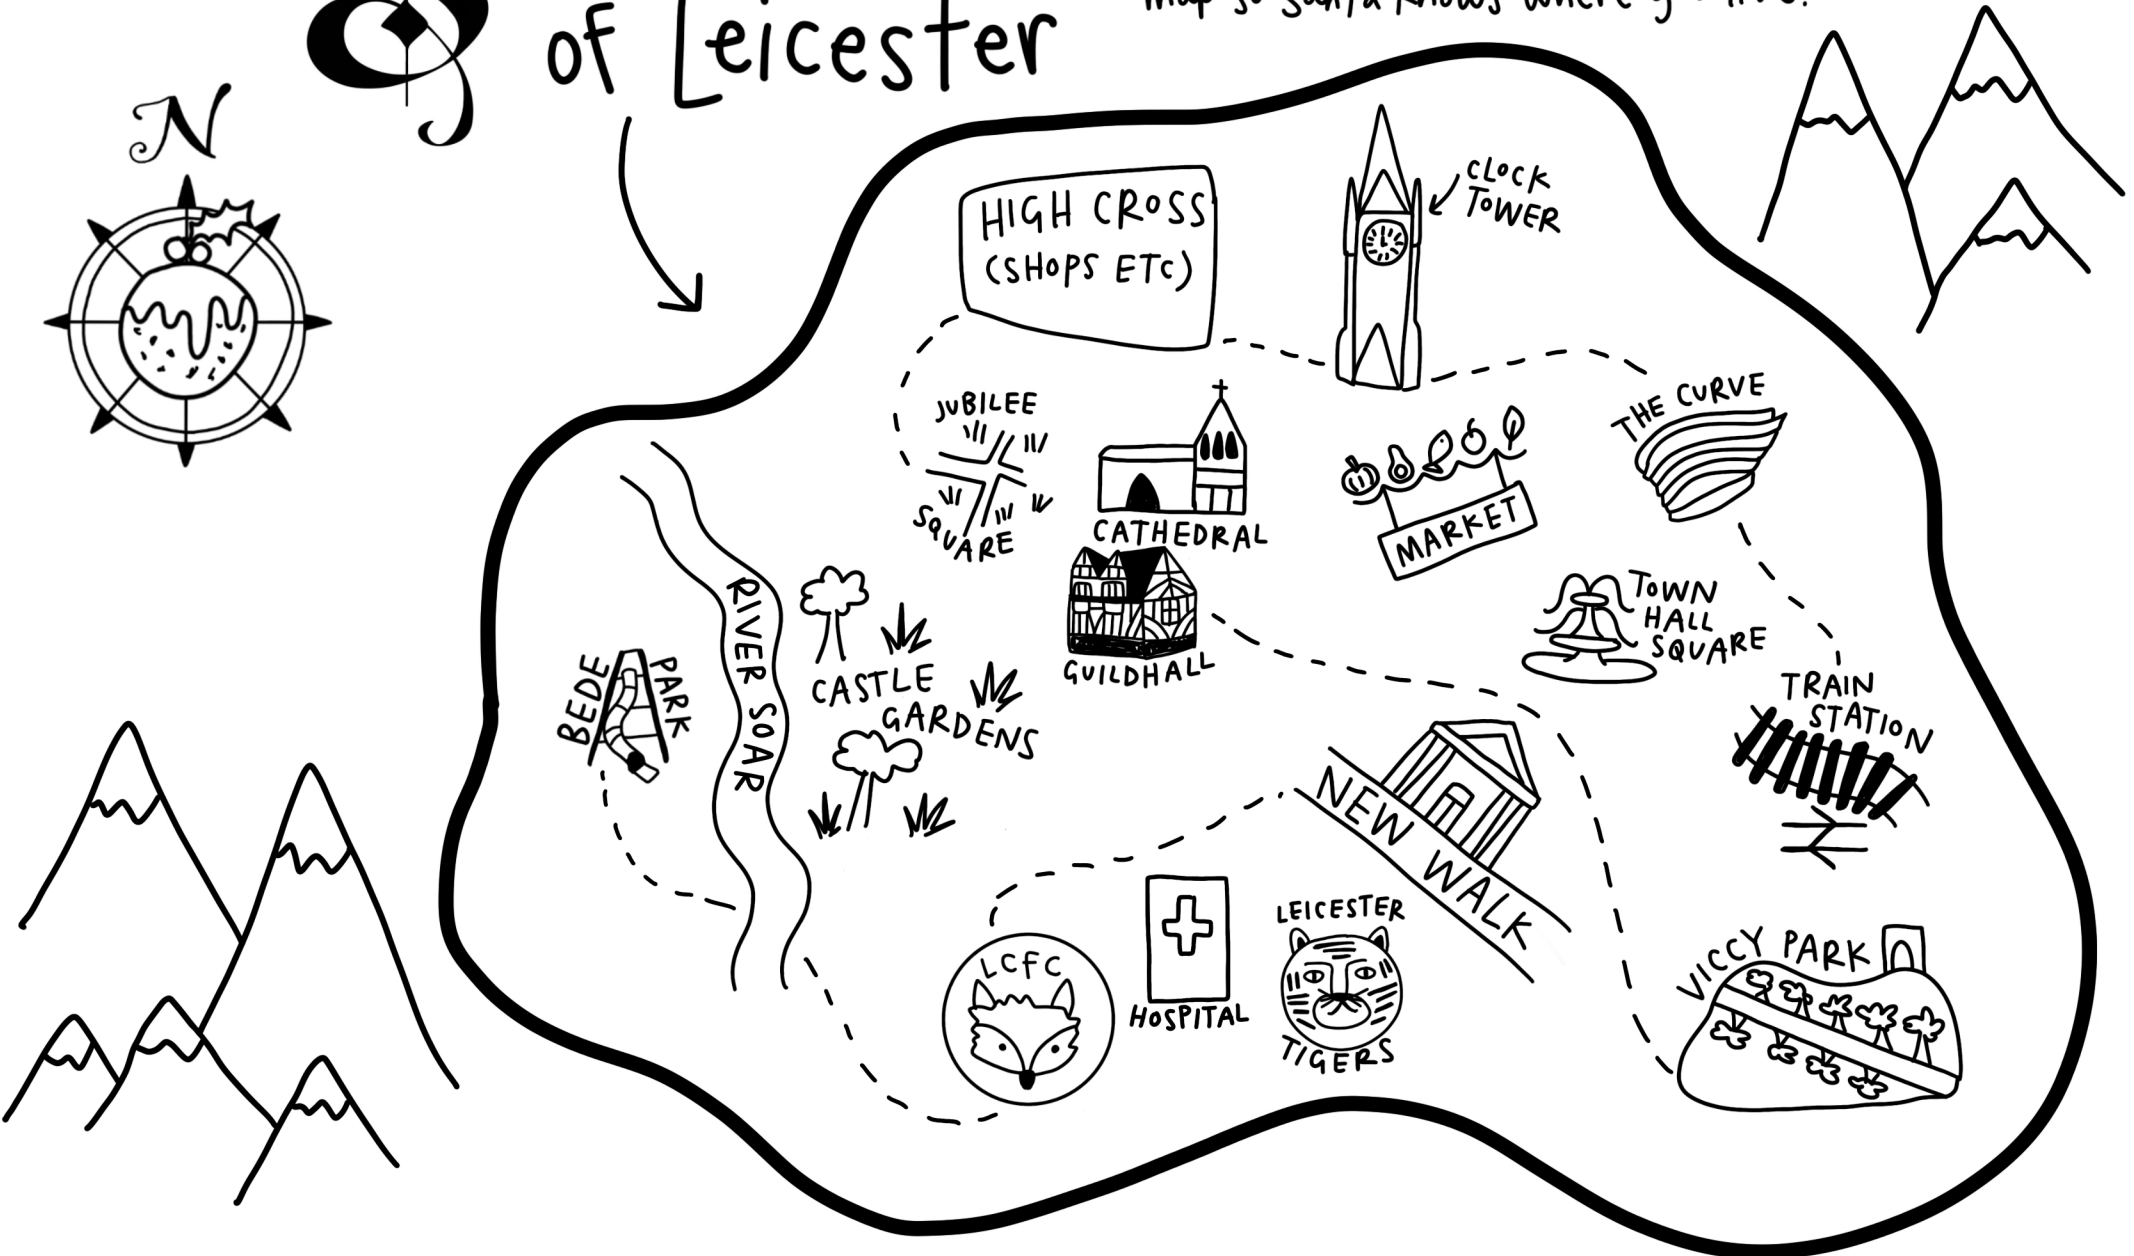 of Leicester
N
HIGH CROSS
(SHOPS ETC)
CLOCK
TOWER
JUBILEE
SQUARE
CATHEDRAL
MARKET
THE CURVE
GUILDHALL
TOWN
HALL
SQUARE
RIVER SOAR
BEDE
PARK
CASTLE
GARDENS
TRAIN
STATION
NEW WALK
LCFC
HOSPITAL
LEICESTER
TIGERS
VICCY PARK